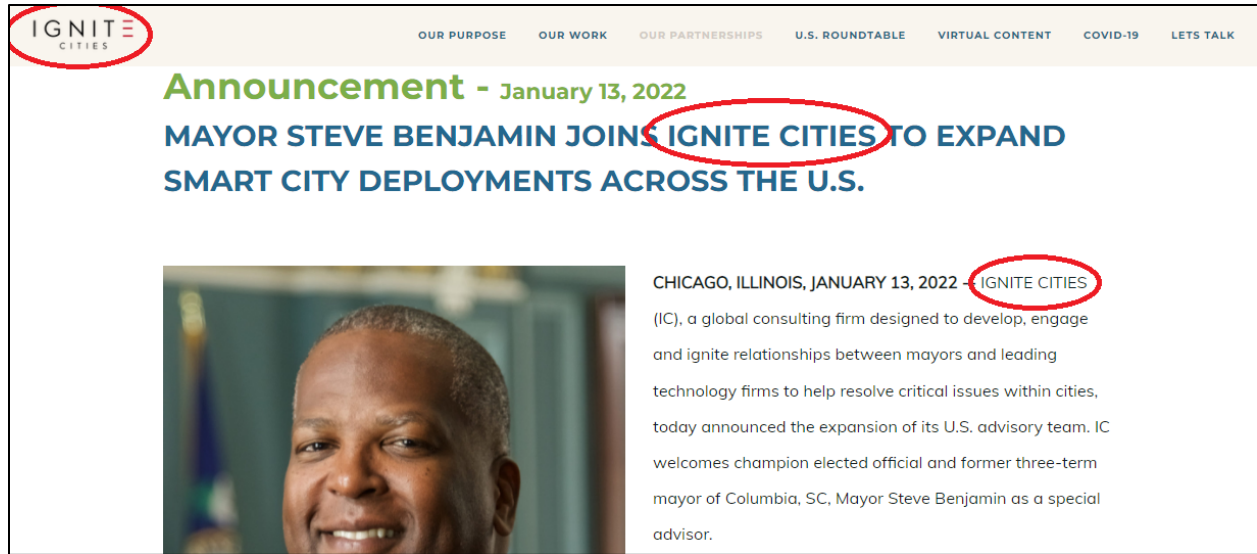 IGNITE
CITIES
OUR PURPOSE OUR WORK OUR PARTNERSHIPS U.S. ROUNDTABLE VIRTUAL CONTENT COVID-19 LETS TALK
Announcement - January 13, 2022
MAYOR STEVE BENJAMIN JOINS IGNITE CITIES TO EXPAND
SMART CITY DEPLOYMENTS ACROSS THE U.S.
CHICAGO, ILLINOIS, JANUARY 13, 2022 – IGNITE CITIES
(IC), a global consulting firm designed to develop, engage
and ignite relationships between mayors and leading
technology firms to help resolve critical issues within cities,
today announced the expansion of its U.S. advisory team. IC
welcomes champion elected official and former three-term
mayor of Columbia, SC, Mayor Steve Benjamin as a special
advisor.